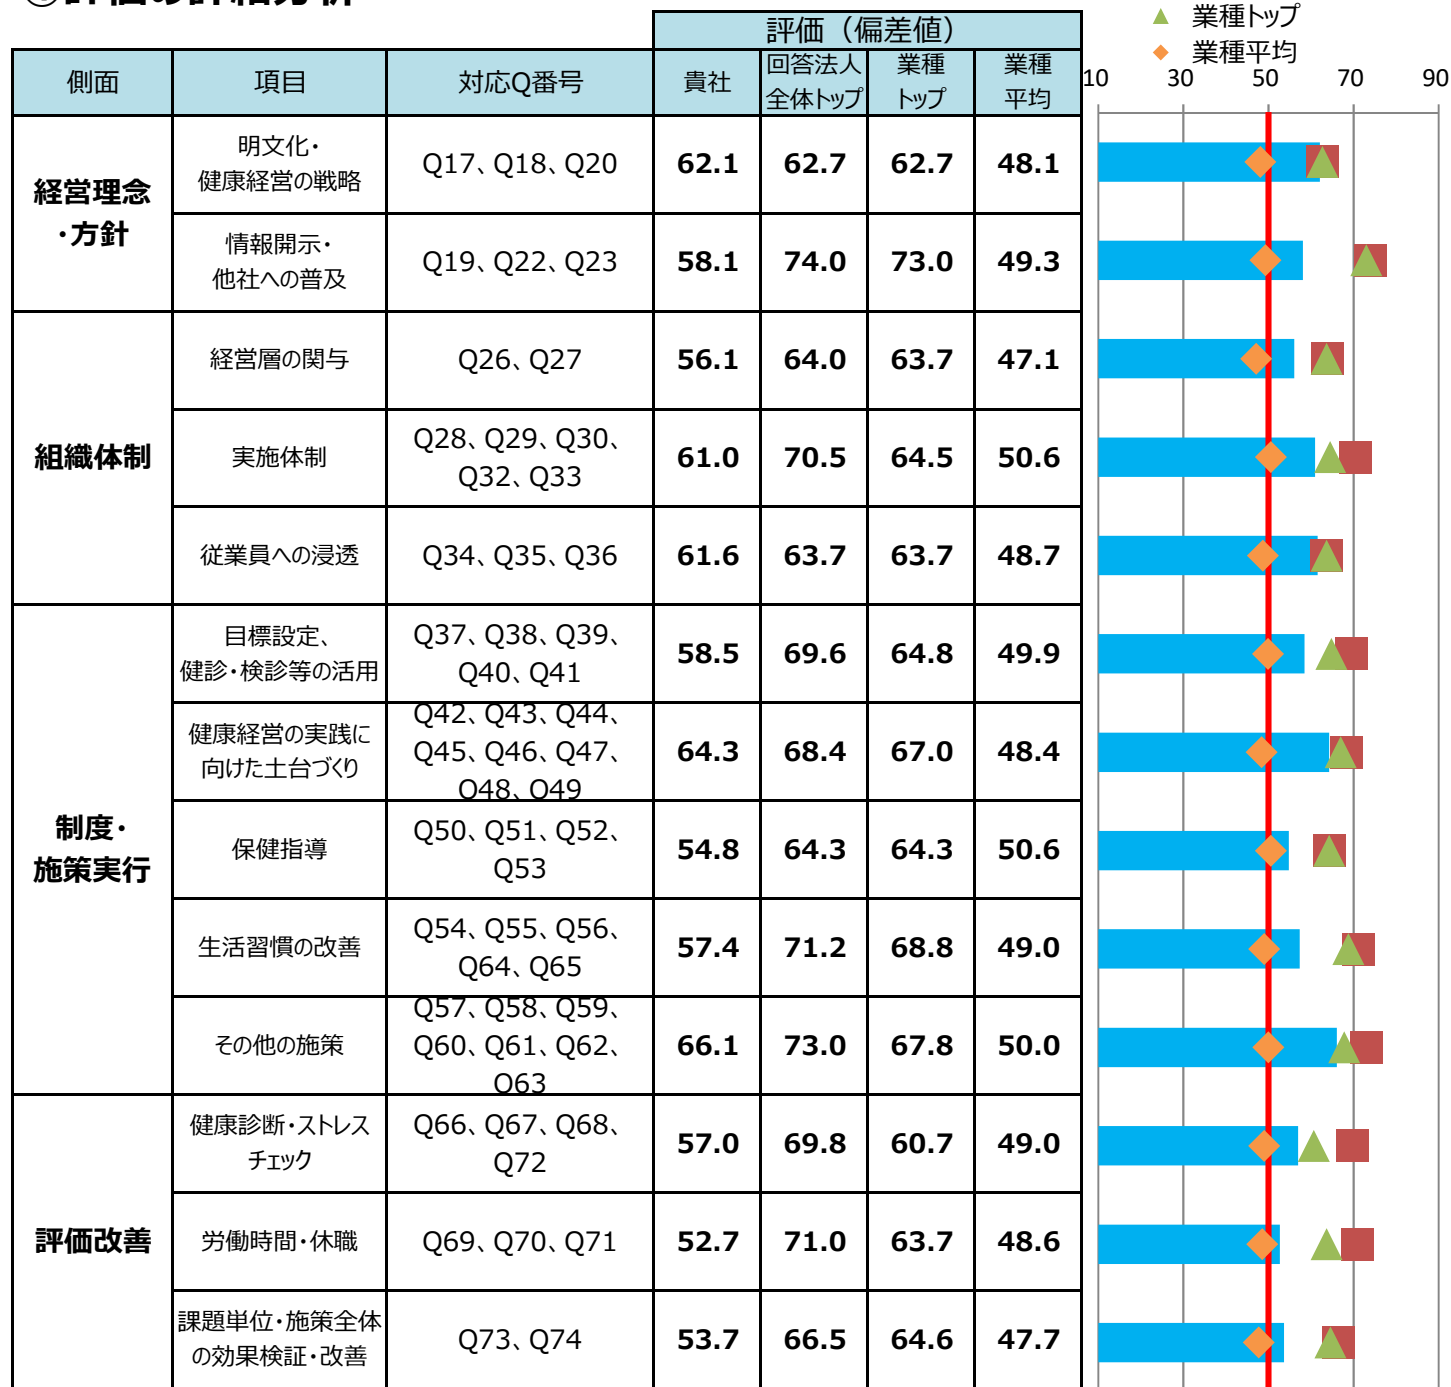 ③評価の詳細分析
▲ 業種トップ
◆ 業種平均
評価（偏差値）
側面 項目 対応Q番号 貴社 回答法人 業種 業種
全体トップ トップ 平均
10 30 50 70 90
経営理念
・方針
明文化・
健康経営の戦略
Q17、Q18、Q20 62.1 62.7 62.7 48.1
情報開示・
他社への普及
Q19、Q22、Q23 58.1 74.0 73.0 49.3
組織体制
経営層の関与 Q26、Q27 56.1 64.0 63.7 47.1
実施体制
Q28、Q29、Q30、
Q32、Q33
61.0 70.5 64.5 50.6
従業員への浸透 Q34、Q35、Q36 61.6 63.7 63.7 48.7
制度・
施策実行
目標設定、
健診・検診等の活用
Q37、Q38、Q39、
Q40、Q41
58.5 69.6 64.8 49.9
健康経営の実践に
向けた土台づくり
Q42、Q43、Q44、
Q45、Q46、Q47、
Q48、Q49
64.3 68.4 67.0 48.4
保健指導
Q50、Q51、Q52、
Q53
54.8 64.3 64.3 50.6
生活習慣の改善
Q54、Q55、Q56、
Q64、Q65
57.4 71.2 68.8 49.0
その他の施策
Q57、Q58、Q59、
Q60、Q61、Q62、
Q63
66.1 73.0 67.8 50.0
評価改善
健康診断・ストレス
チェック
Q66、Q67、Q68、
Q72
57.0 69.8 60.7 49.0
労働時間・休職 Q69、Q70、Q71 52.7 71.0 63.7 48.6
課題単位・施策全体
の効果検証・改善
Q73、Q74 53.7 66.5 64.6 47.7